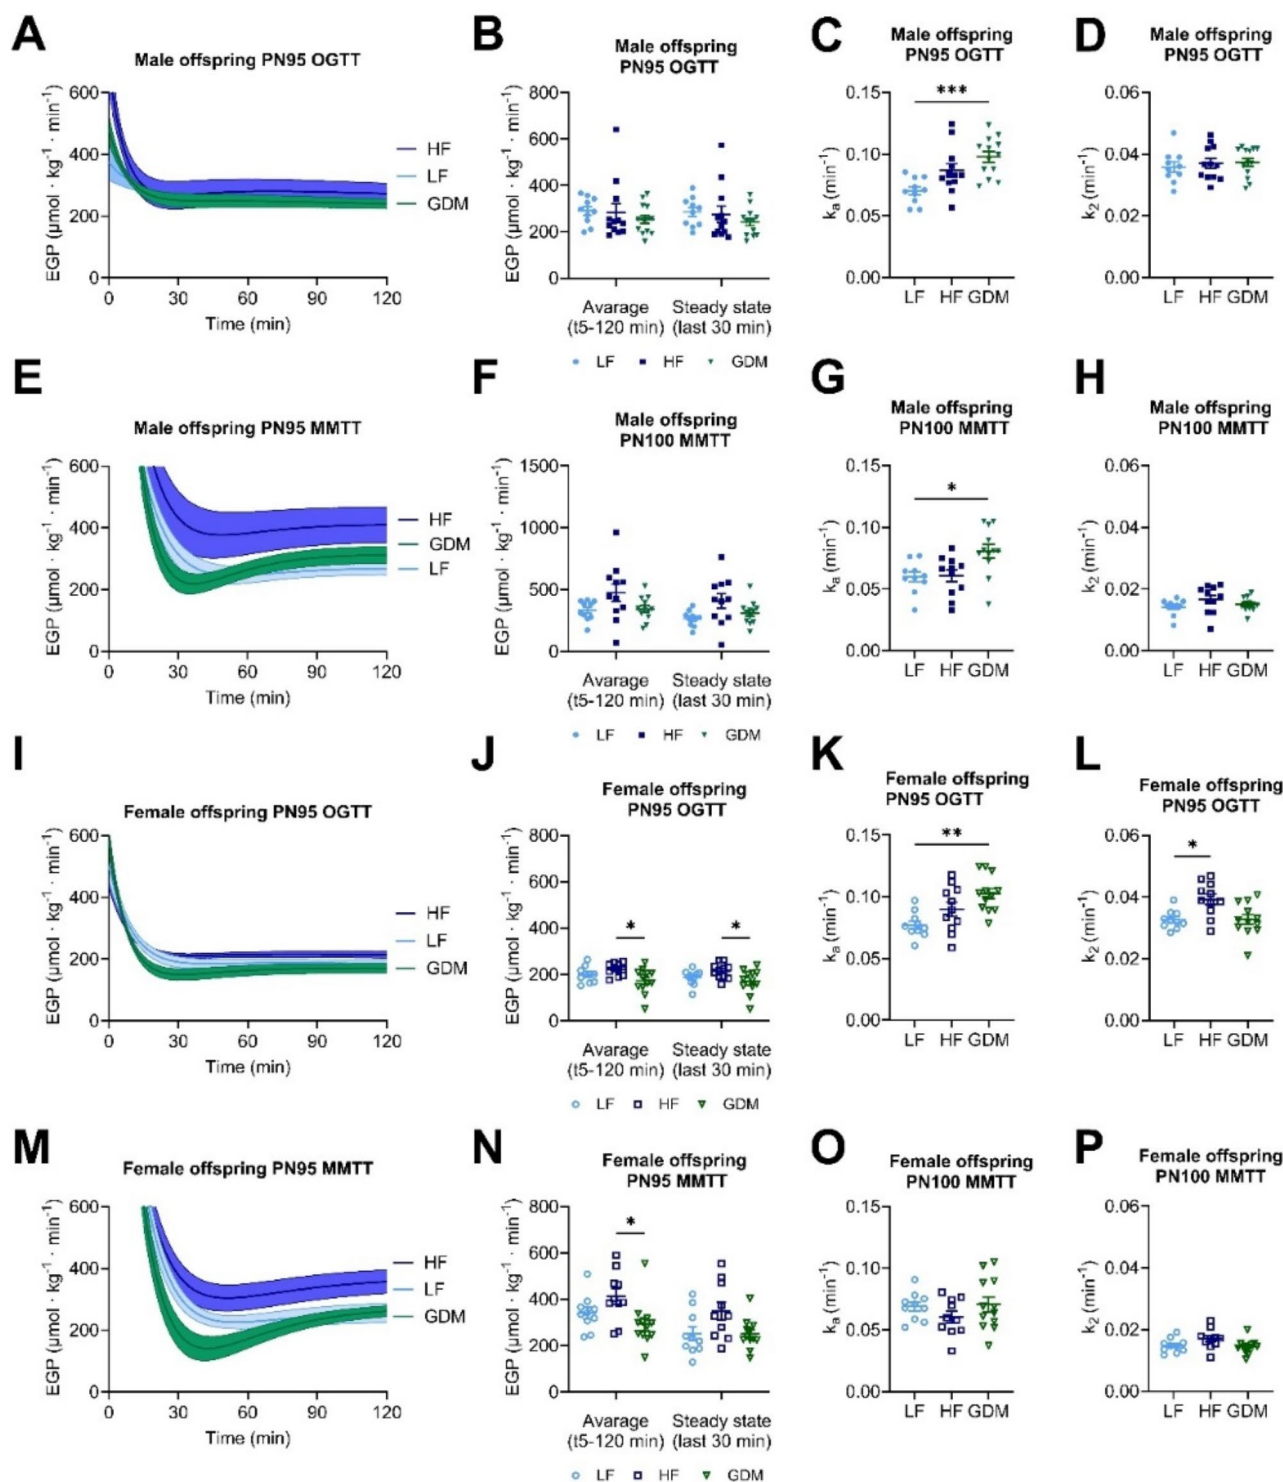 A
Male offspring PN95 OGTT
EGP (µmol · kg⁻¹ · min⁻¹)
600
400
200
0
0 30 60 90 120
Time (min)
HF
LF
GDM
B
Male offspring
PN95 OGTT
EGP (µmol · kg⁻¹ · min⁻¹)
800
600
400
200
0
Avarage Steady state
(t5-120 min) (last 30 min)
LF HF GDM
C
Male offspring
PN95 OGTT
***
kₐ (min⁻¹)
0.15
0.10
0.05
0.00
LF HF GDM
D
Male offspring
PN95 OGTT
k₂ (min⁻¹)
0.06
0.04
0.02
0.00
LF HF GDM
E
Male offspring PN95 MMTT
EGP (µmol · kg⁻¹ · min⁻¹)
600
400
200
0
0 30 60 90 120
Time (min)
HF
GDM
LF
F
Male offspring
PN100 MMTT
EGP (µmol · kg⁻¹ · min⁻¹)
1500
1000
500
0
Avarage Steady state
(t5-120 min) (last 30 min)
LF HF GDM
G
Male offspring
PN100 MMTT
*
kₐ (min⁻¹)
0.15
0.10
0.05
0.00
LF HF GDM
H
Male offspring
PN100 MMTT
k₂ (min⁻¹)
0.06
0.04
0.02
0.00
LF HF GDM
I
Female offspring PN95 OGTT
EGP (µmol · kg⁻¹ · min⁻¹)
600
400
200
0
0 30 60 90 120
Time (min)
HF
LF
GDM
J
Female offspring
PN95 OGTT
EGP (µmol · kg⁻¹ · min⁻¹)
800
600
400
200
0
* *
Avarage Steady state
(t5-120 min) (last 30 min)
LF HF GDM
K
Female offspring
PN95 OGTT
**
kₐ (min⁻¹)
0.15
0.10
0.05
0.00
LF HF GDM
L
Female offspring
PN95 OGTT
*
k₂ (min⁻¹)
0.06
0.04
0.02
0.00
LF HF GDM
M
Female offspring PN95 MMTT
EGP (µmol · kg⁻¹ · min⁻¹)
600
400
200
0
0 30 60 90 120
Time (min)
HF
LF
GDM
N
Female offspring
PN95 MMTT
EGP (µmol · kg⁻¹ · min⁻¹)
800
600
400
200
0
*
Avarage Steady state
(t5-120 min) (last 30 min)
LF HF GDM
O
Female offspring
PN100 MMTT
kₐ (min⁻¹)
0.15
0.10
0.05
0.00
LF HF GDM
P
Female offspring
PN100 MMTT
k₂ (min⁻¹)
0.06
0.04
0.02
0.00
LF HF GDM